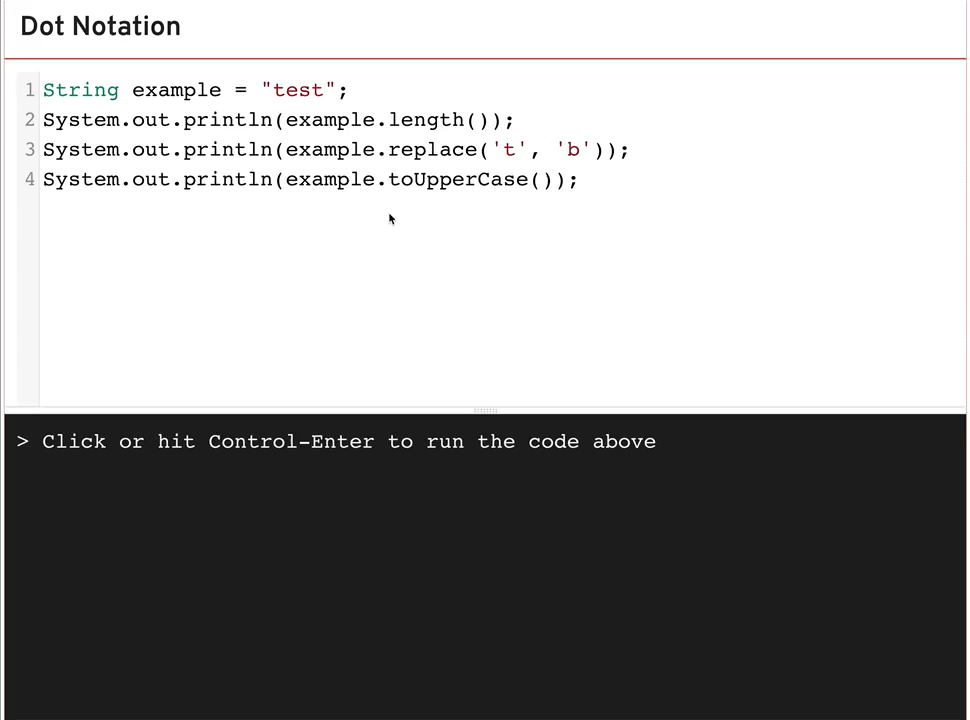 Dot Notation
1 String example = "test";
2 System.out.println(example.length());
3 System.out.println(example.replace('t', 'b'));
4 System.out.println(example.toUpperCase());
> Click or hit Control-Enter to run the code above